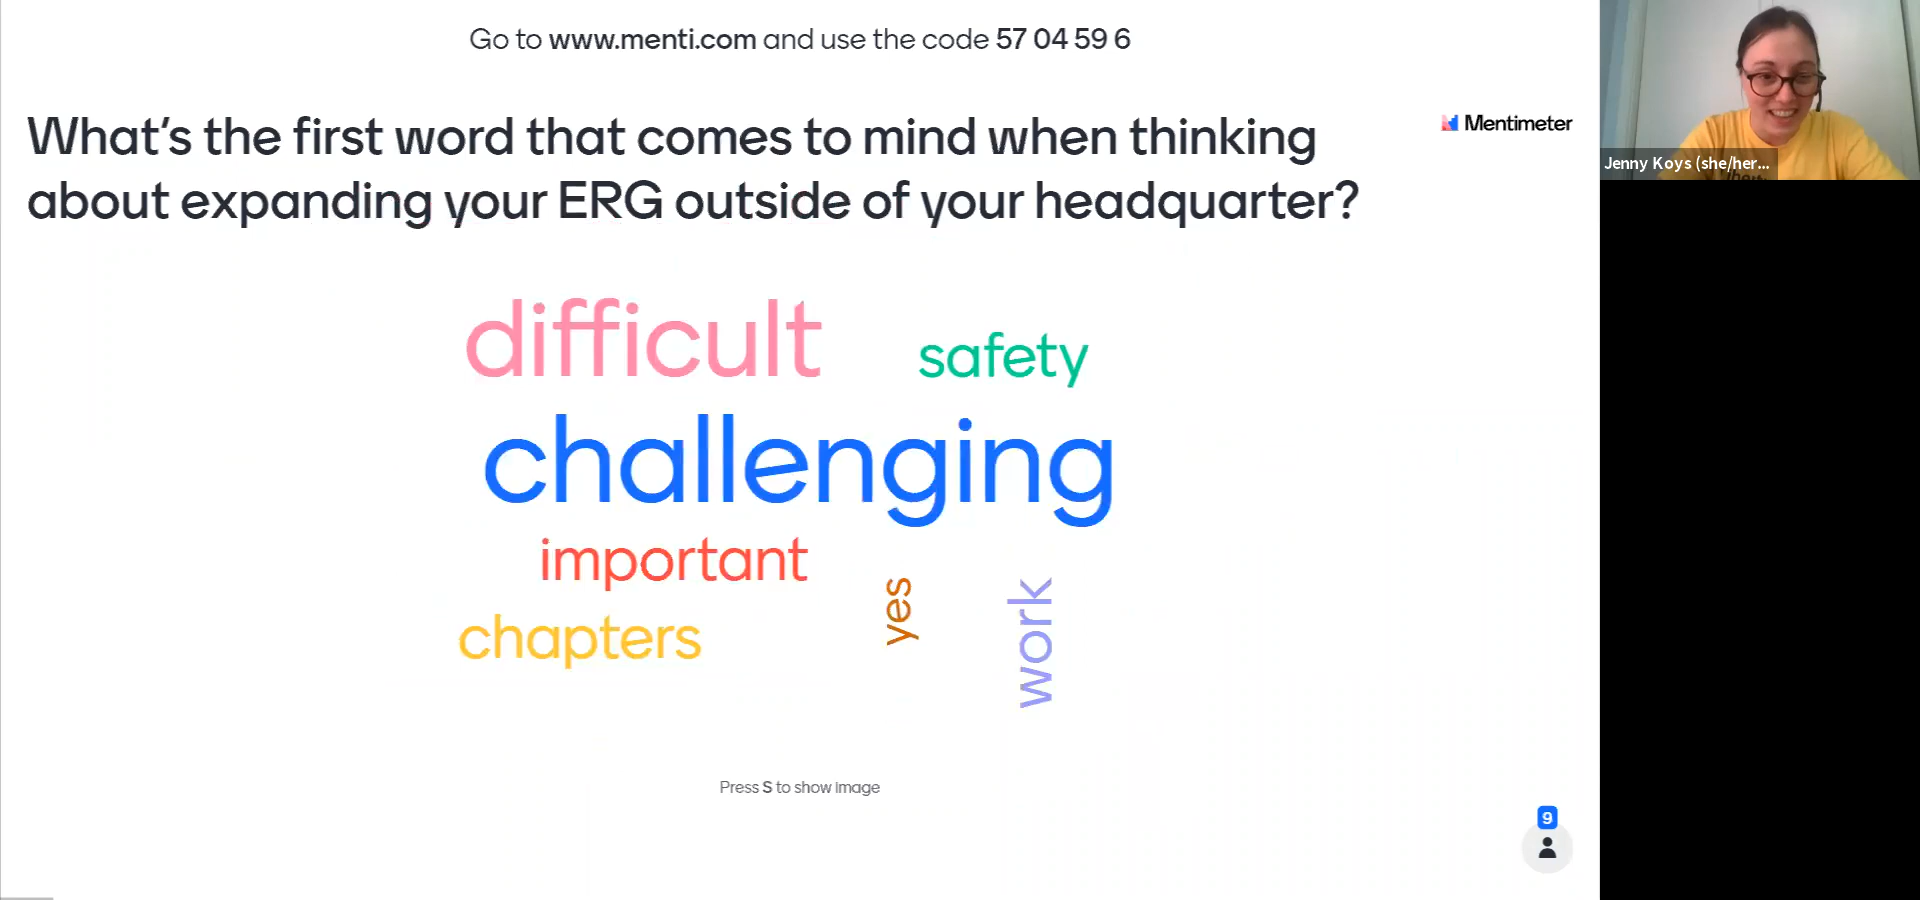 Go to www.menti.com and use the code 57 04 59 6
What's the first word that comes to mind when thinking
about expanding your ERG outside of your headquarter?
Mentimeter
Jenny Koys (she/her...
difficult
safety
challenging
important
yes
work
chapters
Press S to show image
9